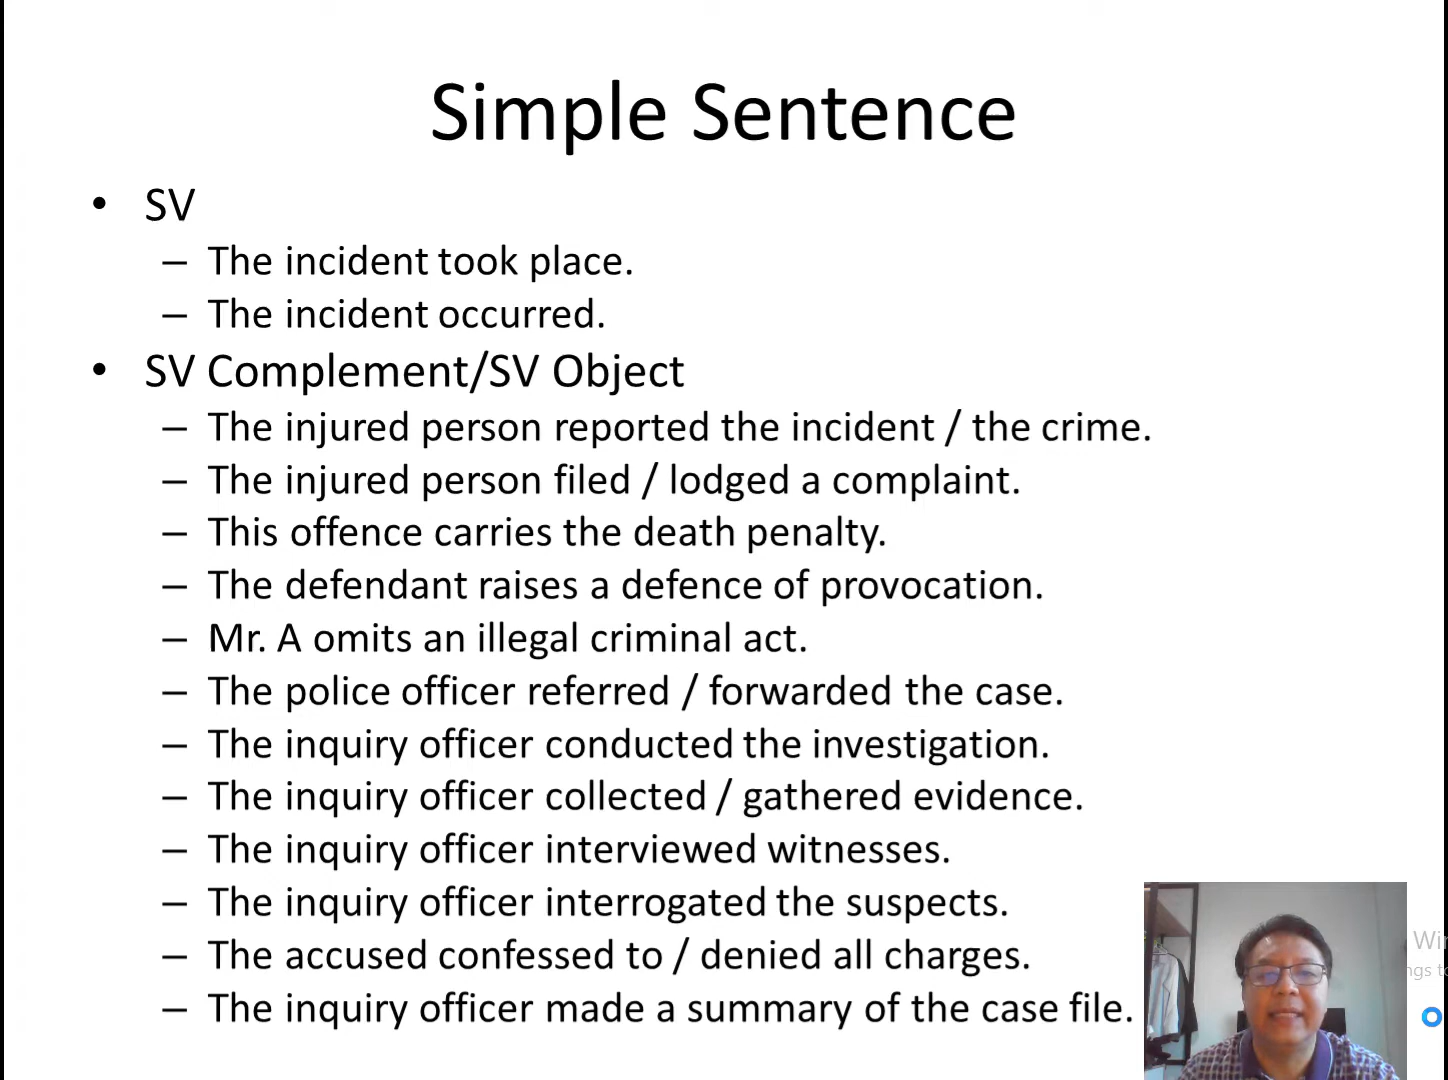 Simple Sentence
• SV
– The incident took place.
– The incident occurred.
• SV Complement/SV Object
– The injured person reported the incident / the crime.
– The injured person filed / lodged a complaint.
– This offence carries the death penalty.
– The defendant raises a defence of provocation.
– Mr. A omits an illegal criminal act.
– The police officer referred / forwarded the case.
– The inquiry officer conducted the investigation.
– The inquiry officer collected / gathered evidence.
– The inquiry officer interviewed witnesses.
– The inquiry officer interrogated the suspects.
– The accused confessed to / denied all charges.
– The inquiry officer made a summary of the case file.